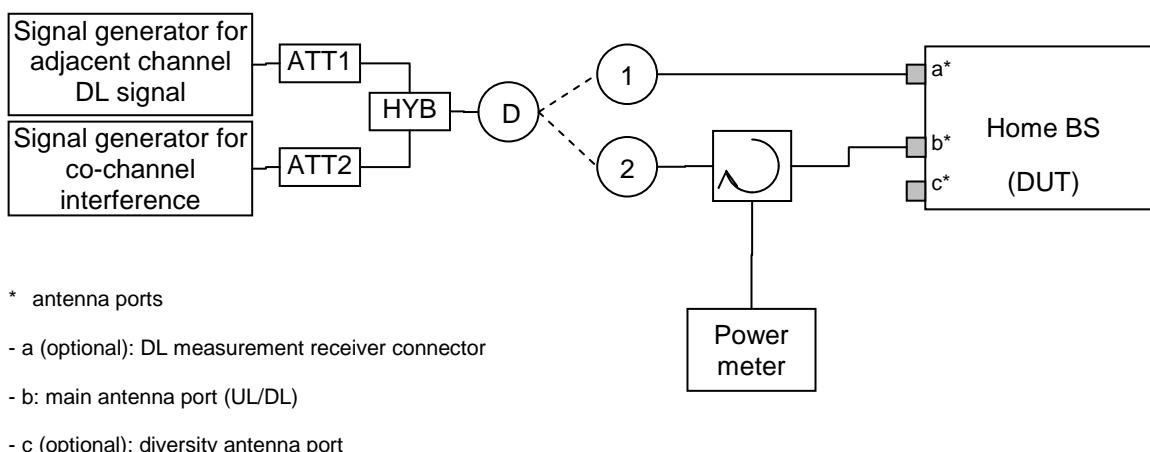 Signal generator for
adjacent channel
DL signal
ATT1
HYB
D
1
2
Signal generator for
co-channel
interference
ATT2
a*
b*
c*
Home BS
(DUT)
Power
meter
* antenna ports
- a (optional): DL measurement receiver connector
- b: main antenna port (UL/DL)
- c (optional): diversity antenna port